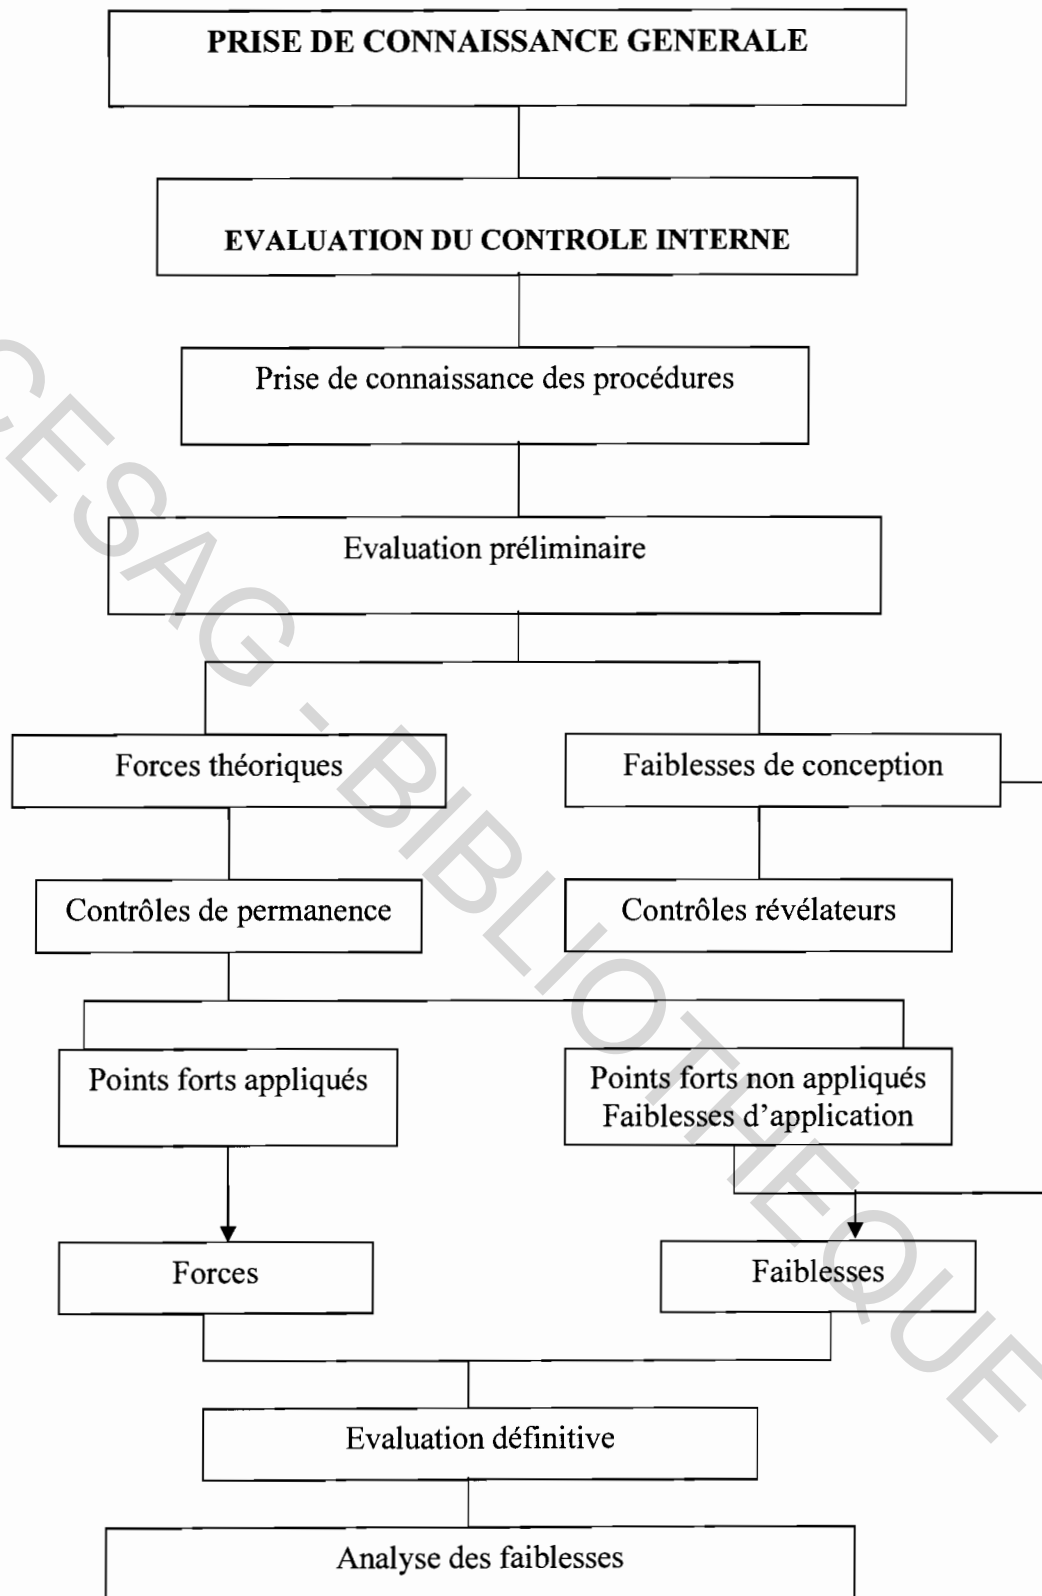 PRISE DE CONNAISSANCE GENERALE
EVALUATION DU CONTROLE INTERNE
Prise de connaissance des procédures
Evaluation préliminaire
Forces théoriques
Faiblesses de conception
Contrôles de permanence
Contrôles révélateurs
Points forts appliqués
Points forts non appliqués
Faiblesses d'application
Forces
Faiblesses
Evaluation définitive
Analyse des faiblesses
CESAG - BIBLIOTHEQUE